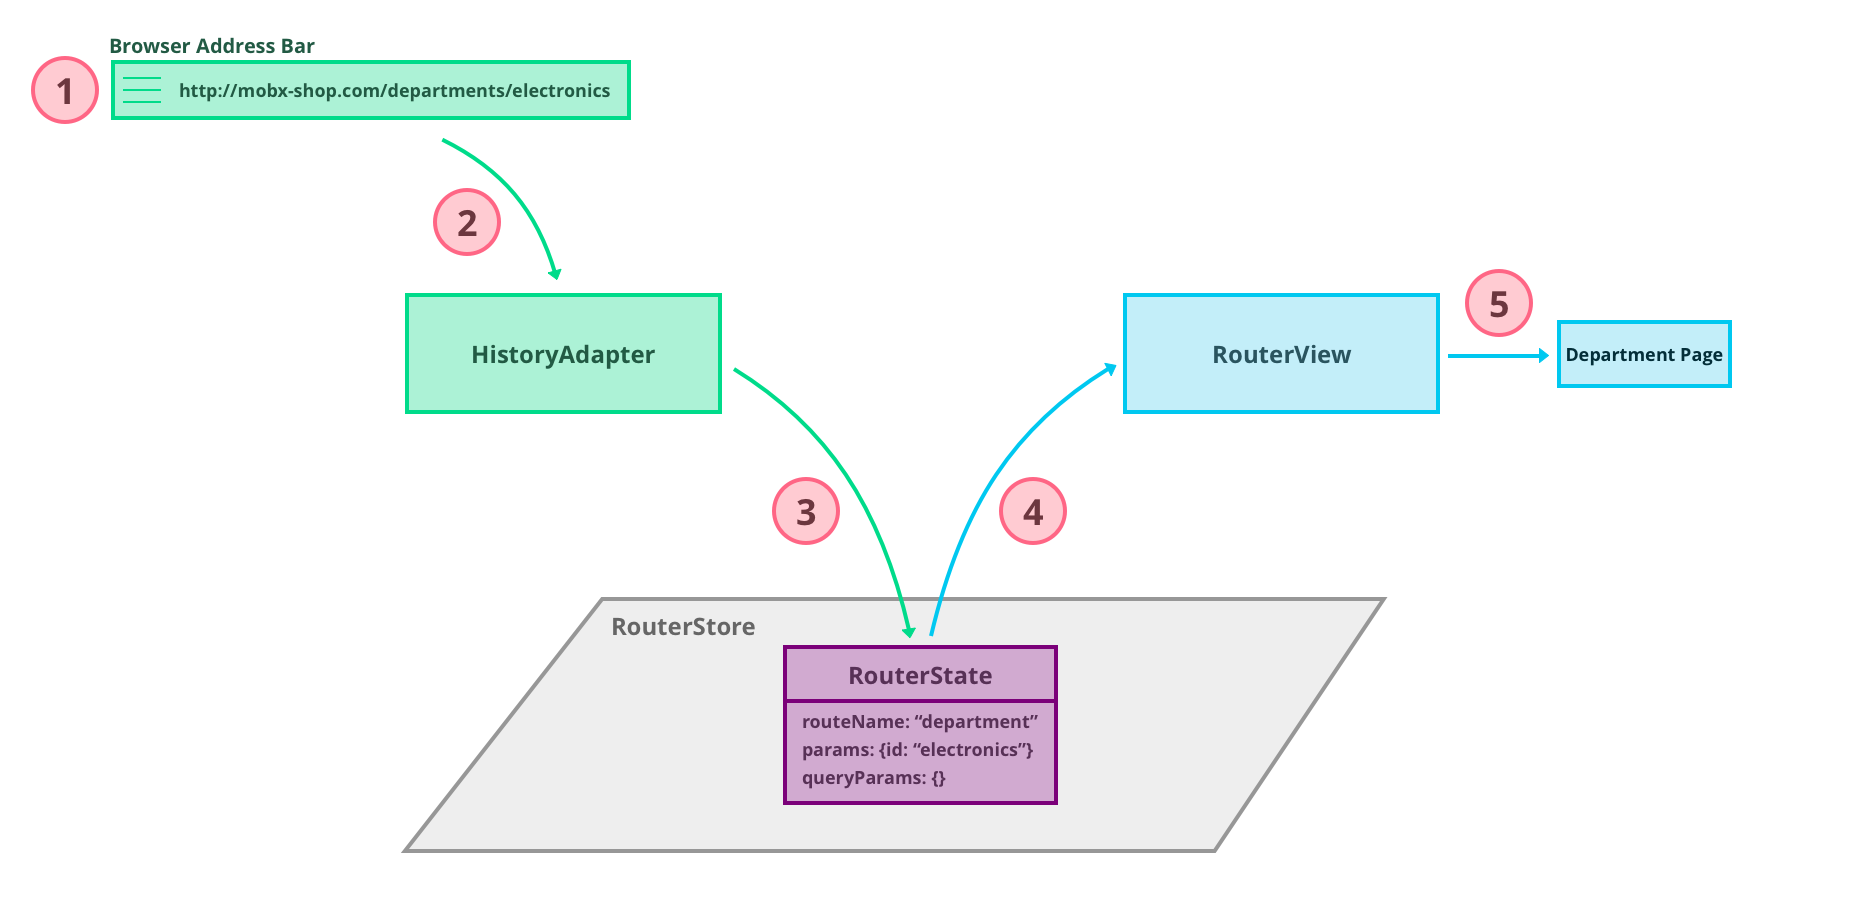 Browser Address Bar
1
http://mobx-shop.com/departments/electronics
2
HistoryAdapter
RouterView
5
Department Page
3
4
RouterStore
RouterState
routeName: “department”
params: {id: “electronics”}
queryParams: {}